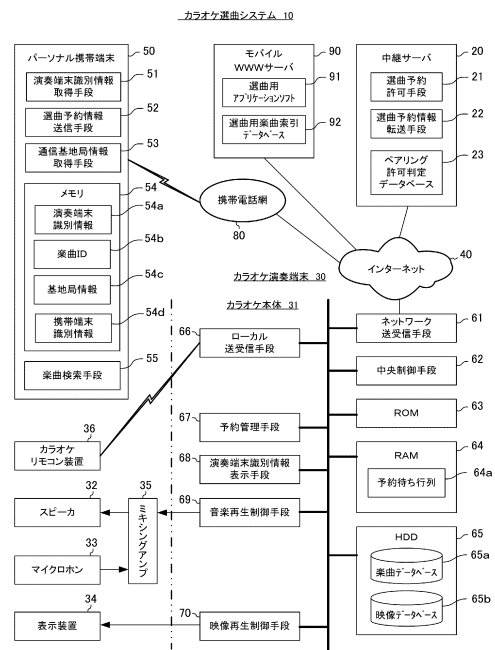 カラオケ選曲システム 10
パーソナル携帯端末
50
演奏端末識別情報
取得手段
51
選曲予約情報
送信手段
52
通信基地局情報
取得手段
53
メモリ
54
演奏端末
識別情報
54a
楽曲ID
54b
基地局情報
54c
携帯端末
識別情報
54d
楽曲検索手段
55
モバイル
WWWサーバ
90
選曲用
アプリケーションソフト
91
選曲用楽曲索引
データベース
92
中継サーバ
20
選曲予約
許可手段
21
選曲予約情報
転送手段
22
ペアリング
許可判定
データベース
23
携帯電話網
80
インターネット
40
カラオケ演奏端末 30
カラオケ本体 31
66
ローカル
送受信手段
ネットワーク
送受信手段
61
中央制御手段
62
ROM
63
RAM
64
予約待ち行列
64a
HDD
65
楽曲データベース
65a
映像データベース
65b
67
予約管理手段
68
演奏端末識別情報
表示手段
69
音楽再生制御手段
70
映像再生制御手段
カラオケ
リモコン装置
36
スピーカ
32
ミキシングアンプ
35
マイクロホン
33
表示装置
34